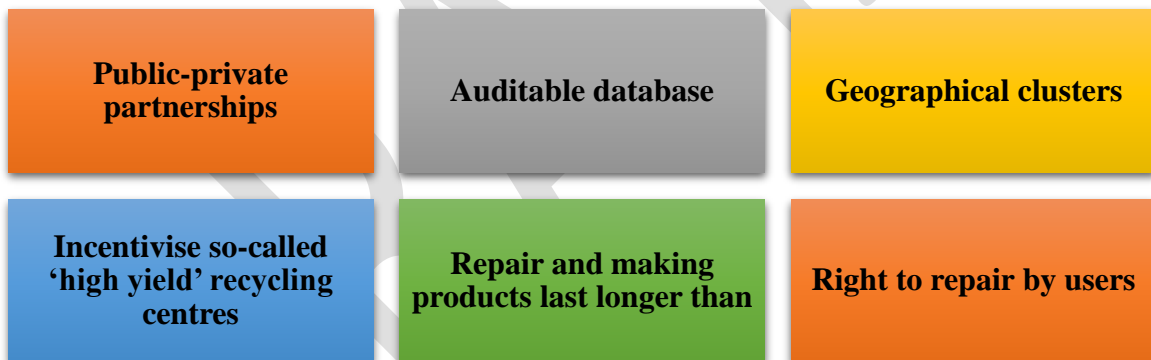 Public-private
partnerships
Auditable database
Geographical clusters
Incentivise so-called
‘high yield’ recycling
centres
Repair and making
products last longer than
Right to repair by users